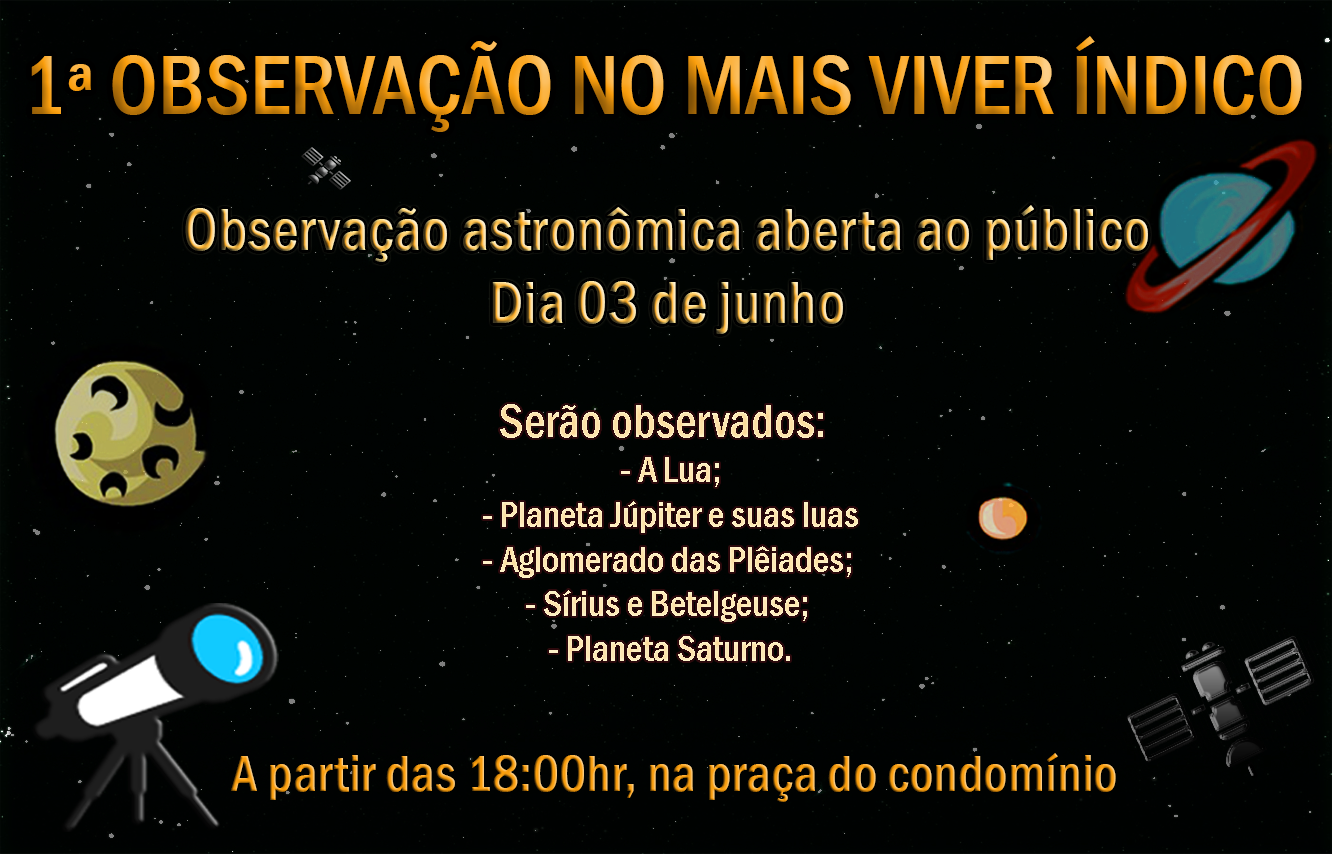 1ª OBSERVAÇÃO NO MAIS VIVER ÍNDICO
Observação astronômica aberta ao público
Dia 03 de junho
Serão observados:
- A Lua;
- Planeta Júpiter e suas luas
- Aglomerado das Plêiades;
- Sírius e Betelgeuse;
- Planeta Saturno.
A partir das 18:00hr, na praça do condomínio